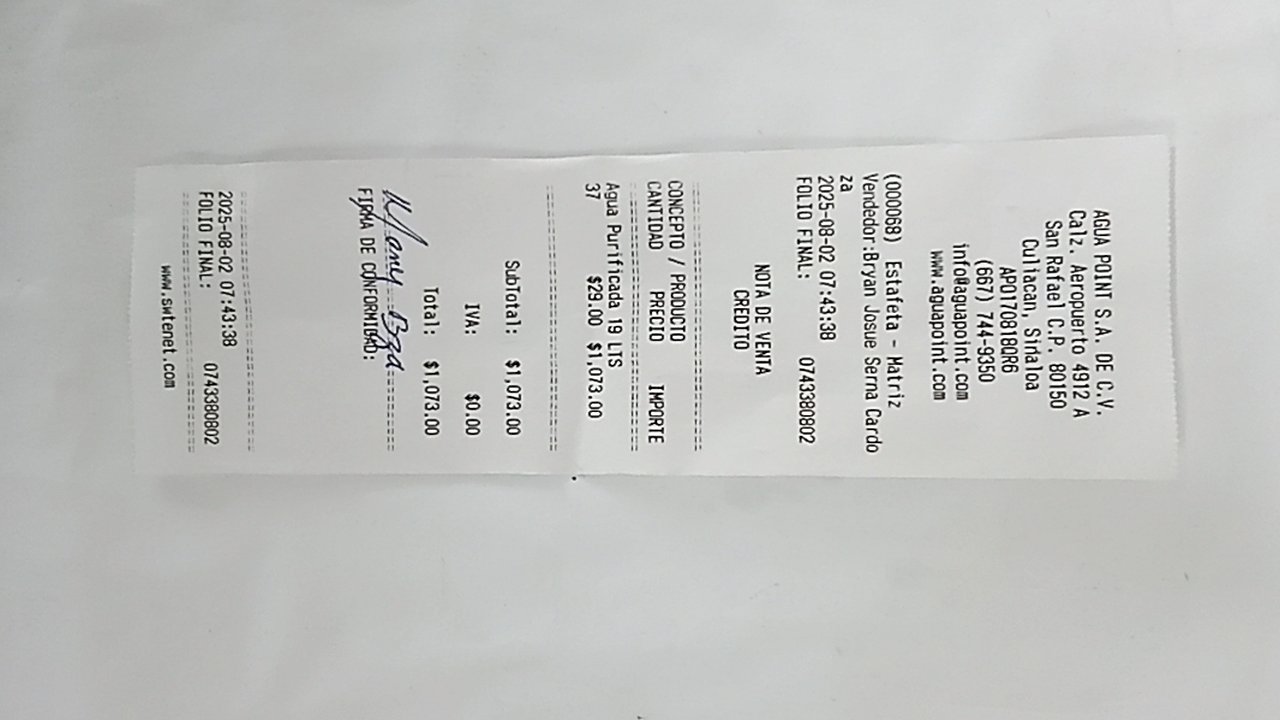 AGUA POINT S.A. DE C.V.
Calz. Aeropuerto 4912 A
San Rafael C.P. 80150
Culiacan, Sinaloa
APO170818QR6
(667) 744-9350
info@aguapoint.com
www.aguapoint.com
(000068) Estafeta - Matriz
Vendedor:Bryan Josue Serna Cardo
za
2025-08-02 07:43:38
FOLIO FINAL: 0743380802
NOTA DE VENTA
CREDITO
CONCEPTO / PRODUCTO
CANTIDAD PRECIO IMPORTE
Agua Purificada 19 LTS
37 $29.00 $1,073.00
SubTotal: $1,073.00
IVA: $0.00
Total: $1,073.00
FIRMA DE CONFORMIDAD:
2025-08-02 07:43:38
FOLIO FINAL: 0743380802
www.swtenet.com